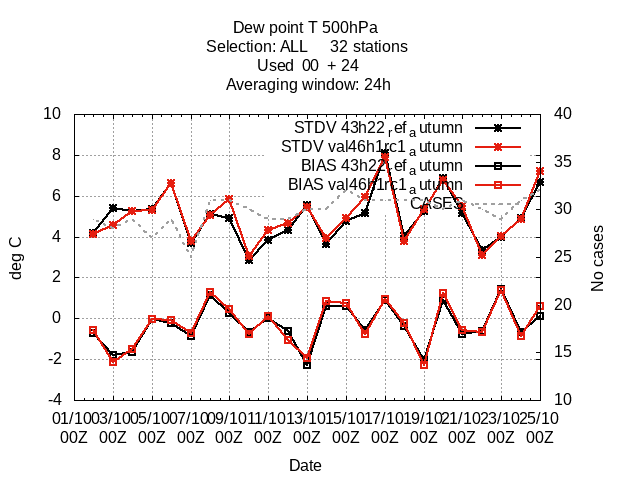 Dew point T 500hPa
Selection: ALL 32 stations
Used 00 + 24
Averaging window: 24h
10 40
STDV 43h22refautumn
STDV val46h1rc1autumn
8 35
BIAS 43h22refautumn
BIAS val46h1rc1autumn
6 30
CASES
4 25
deg C
No cases
2
0 20
-2 15
-4 10
01/10 03/10 05/10 07/10 09/10 11/10 13/10 15/10 17/10 19/10 21/10 23/10 25/10
00Z 00Z 00Z 00Z 00Z 00Z 00Z 00Z 00Z 00Z 00Z 00Z 00Z
Date